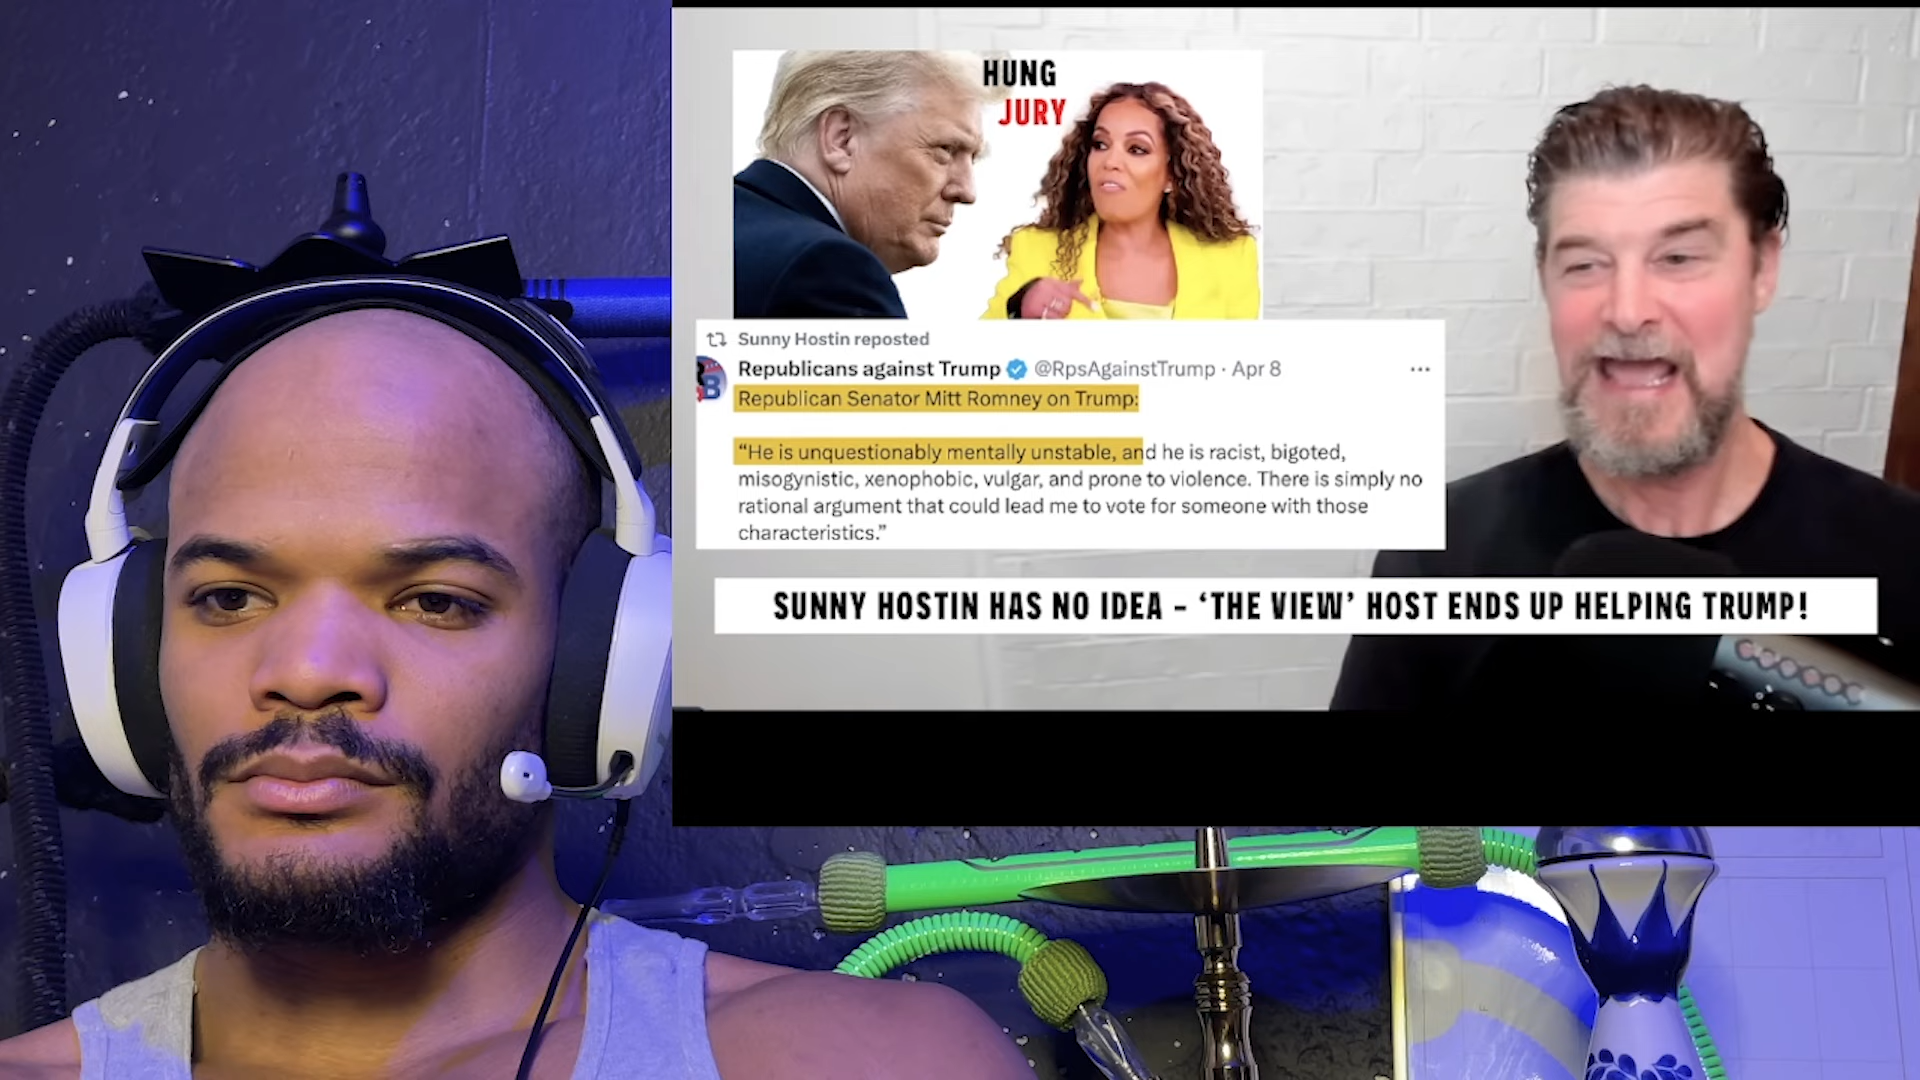 HUNG
JURY
Sunny Hostin reposted
Republicans against Trump @RpsAgainstTrump · Apr 8
Republican Senator Mitt Romney on Trump:
“He is unquestionably mentally unstable, and he is racist, bigoted,
misogynistic, xenophobic, vulgar, and prone to violence. There is simply no
rational argument that could lead me to vote for someone with those
characteristics.”
SUNNY HOSTIN HAS NO IDEA – ‘THE VIEW’ HOST ENDS UP HELPING TRUMP!